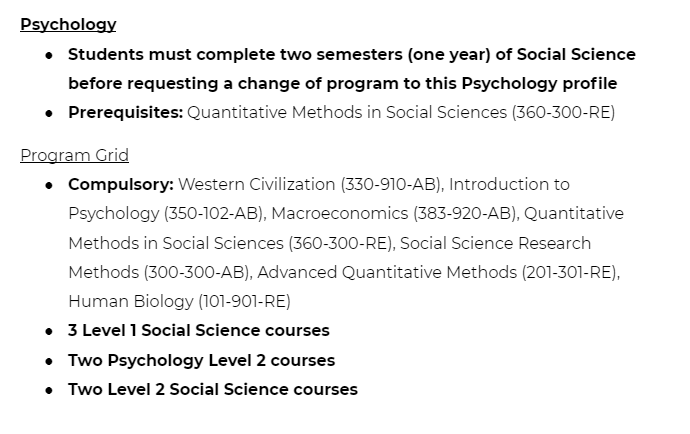 Psychology
● Students must complete two semesters (one year) of Social Science
before requesting a change of program to this Psychology profile
● Prerequisites: Quantitative Methods in Social Sciences (360-300-RE)
Program Grid
● Compulsory: Western Civilization (330-910-AB), Introduction to
Psychology (350-102-AB), Macroeconomics (383-920-AB), Quantitative
Methods in Social Sciences (360-300-RE), Social Science Research
Methods (300-300-AB), Advanced Quantitative Methods (201-301-RE),
Human Biology (101-901-RE)
● 3 Level 1 Social Science courses
● Two Psychology Level 2 courses
● Two Level 2 Social Science courses